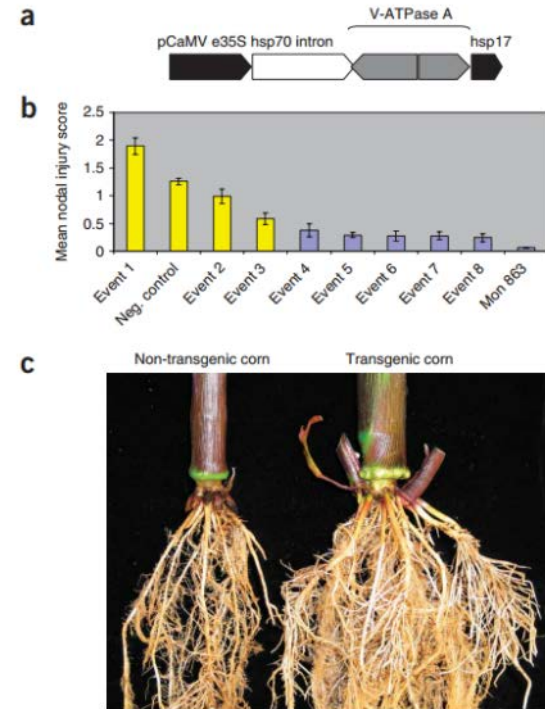 a
V-ATPase A
pCaMV e35S hsp70 intron hsp17
b
Mean nodal injury score
2.5
2
1.5
1
0.5
0
Event 1
Neg. control
Event 2
Event 3
Event 4
Event 5
Event 6
Event 7
Event 8
Mon 863
c
Non-transgenic corn Transgenic corn